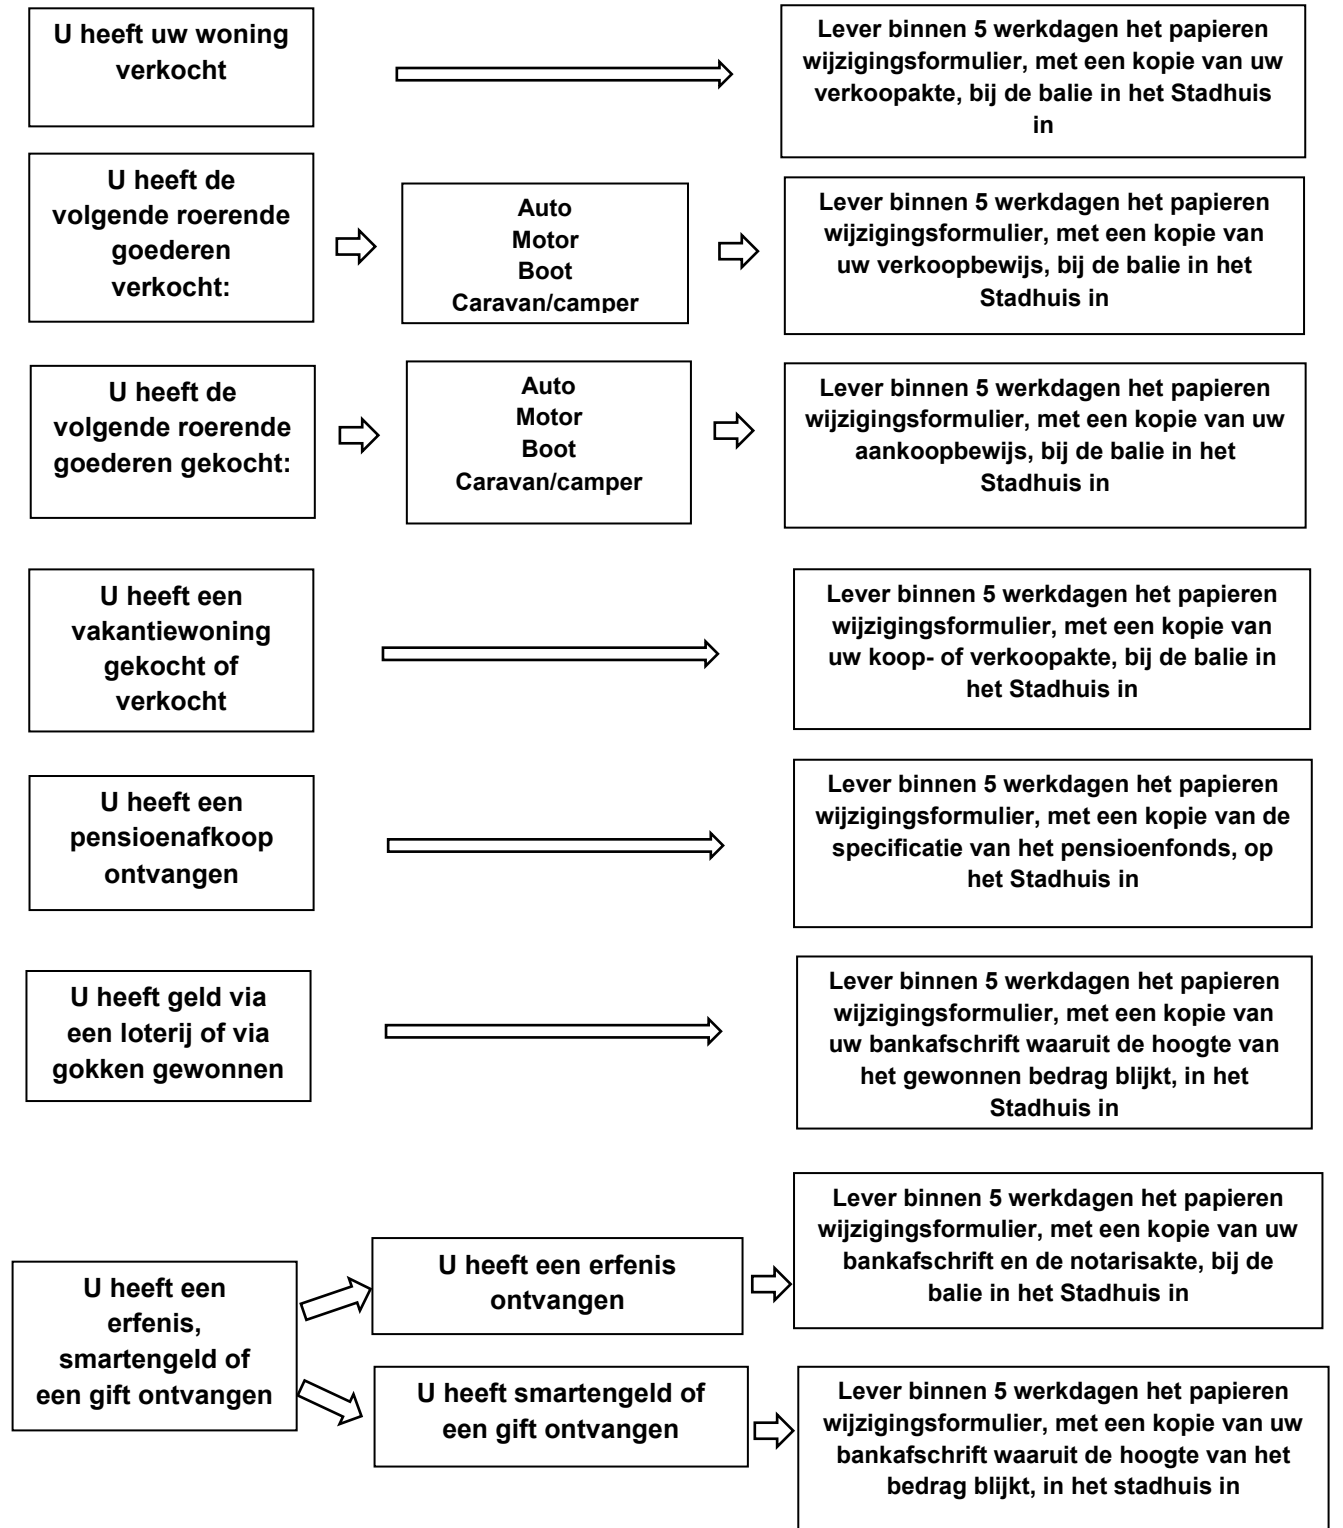 U heeft uw woning
verkocht
Lever binnen 5 werkdagen het papieren
wijzigingsformulier, met een kopie van uw
verkoopakte, bij de balie in het Stadhuis
in
U heeft de
volgende roerende
goederen
verkocht:
Auto
Motor
Boot
Caravan/camper
Lever binnen 5 werkdagen het papieren
wijzigingsformulier, met een kopie van
uw verkoopbewijs, bij de balie in het
Stadhuis in
U heeft de
volgende roerende
goederen gekocht:
Auto
Motor
Boot
Caravan/camper
Lever binnen 5 werkdagen het papieren
wijzigingsformulier, met een kopie van uw
aankoopbewijs, bij de balie in het
Stadhuis in
U heeft een
vakantiewoning
gekocht of
verkocht
Lever binnen 5 werkdagen het papieren
wijzigingsformulier, met een kopie van
uw koop- of verkoopakte, bij de balie in
het Stadhuis in
U heeft een
pensioenafkoop
ontvangen
Lever binnen 5 werkdagen het papieren
wijzigingsformulier, met een kopie van de
specificatie van het pensioenfonds, op
het Stadhuis in
U heeft geld via
een loterij of via
gokken gewonnen
Lever binnen 5 werkdagen het papieren
wijzigingsformulier, met een kopie van
uw bankafschrift waaruit de hoogte van
het gewonnen bedrag blijkt, in het
Stadhuis in
U heeft een
erfenis,
smartengeld of
een gift ontvangen
U heeft een erfenis
ontvangen
Lever binnen 5 werkdagen het papieren
wijzigingsformulier, met een kopie van uw
bankafschrift en de notarisakte, bij de
balie in het Stadhuis in
U heeft smartengeld of
een gift ontvangen
Lever binnen 5 werkdagen het papieren
wijzigingsformulier, met een kopie van uw
bankafschrift waaruit de hoogte van het
bedrag blijkt, in het stadhuis in